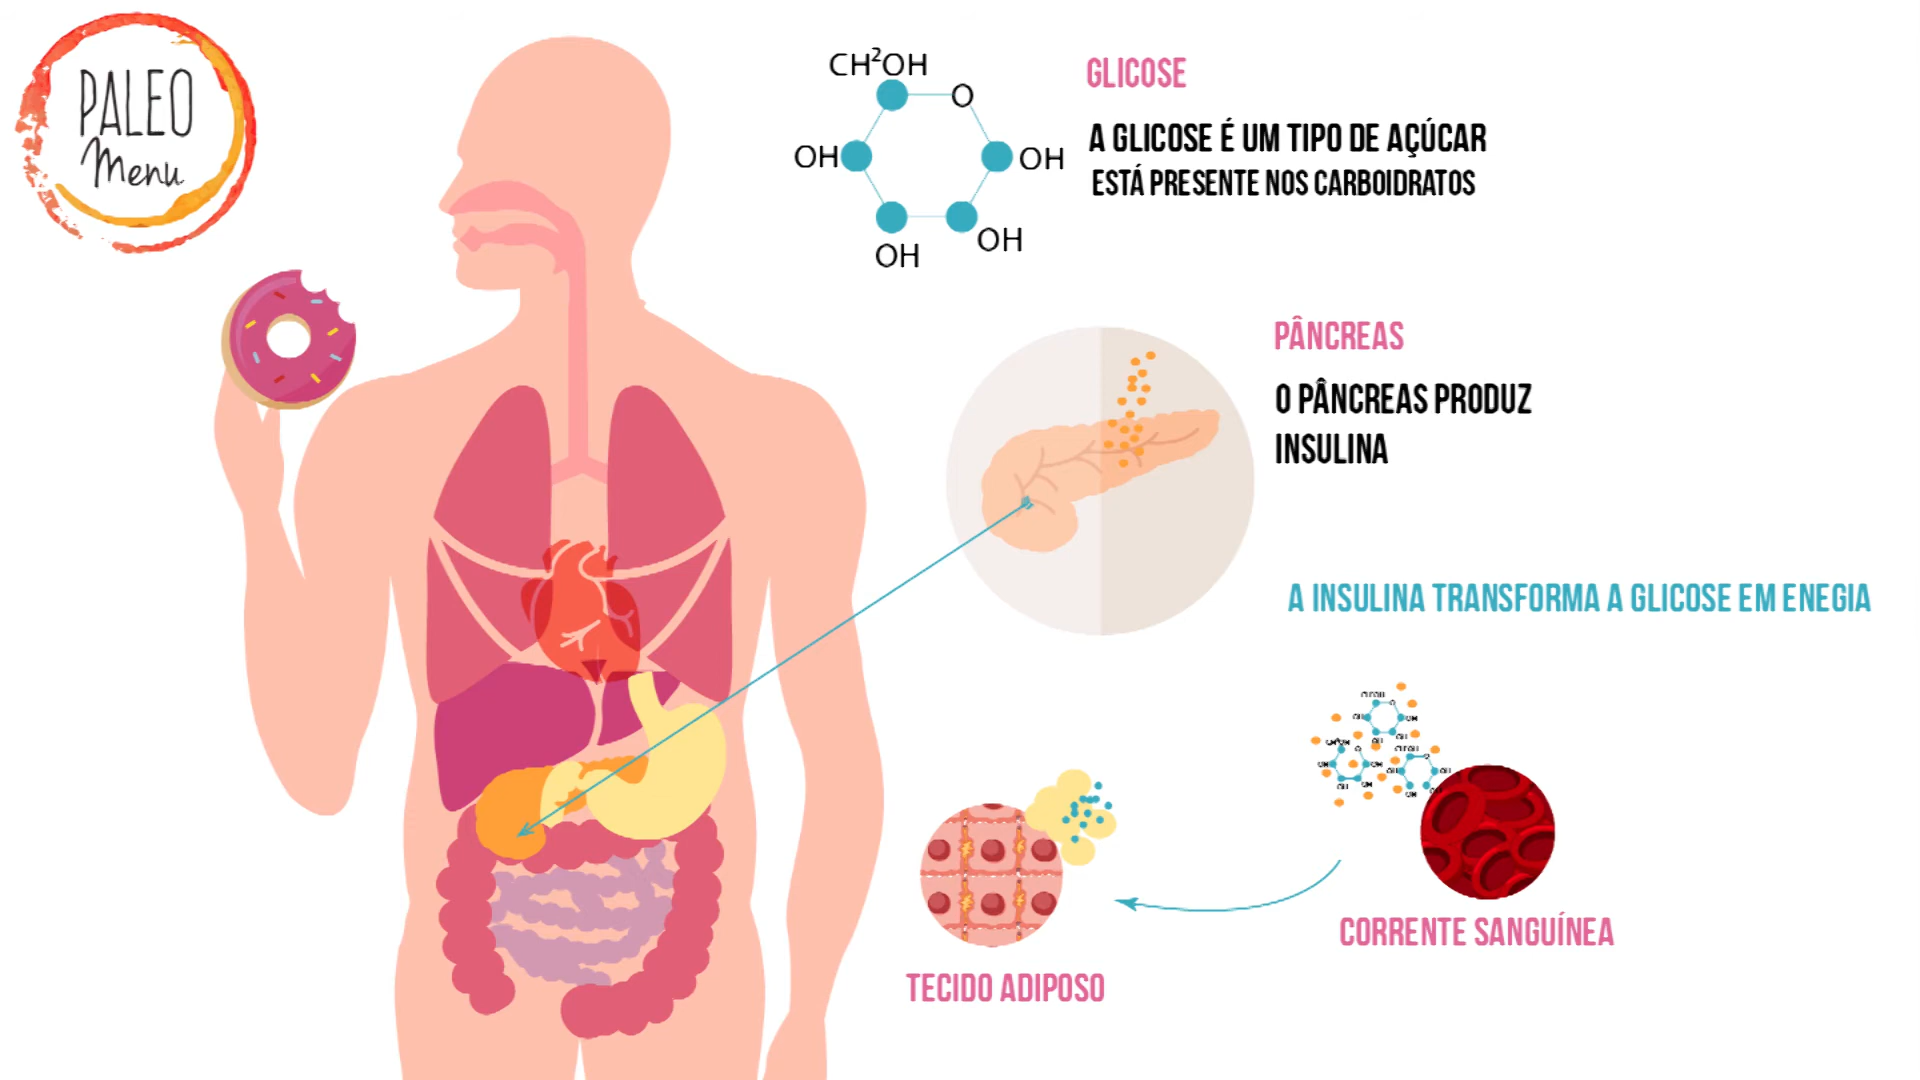 PALEO
Menu
CH²OH
O
OH
OH
OH
OH
GLICOSE
A GLICOSE É UM TIPO DE AÇÚCAR
ESTÁ PRESENTE NOS CARBOIDRATOS
PÂNCREAS
O PÂNCREAS PRODUZ
INSULINA
A INSULINA TRANSFORMA A GLICOSE EM ENEGIA
CORRENTE SANGUÍNEA
TECIDO ADIPOSO